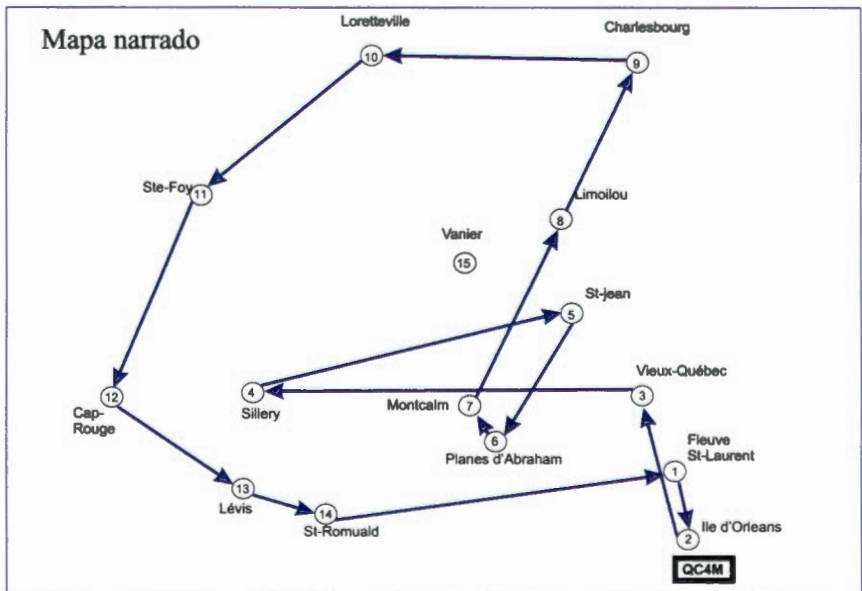 Mapa narrado
Loretteville
Charlesbourg
10
9
Ste-Foy
11
Limoilou
8
Vanier
15
St-jean
5
Vieux-Québec
3
4
Sillery
Montcalm
7
12
Cap-
Rouge
6
Planes d'Abraham
Fleuve
St-Laurent
1
13
Lévis
14
St-Romuald
2
Ile d'Orleans
QC4M